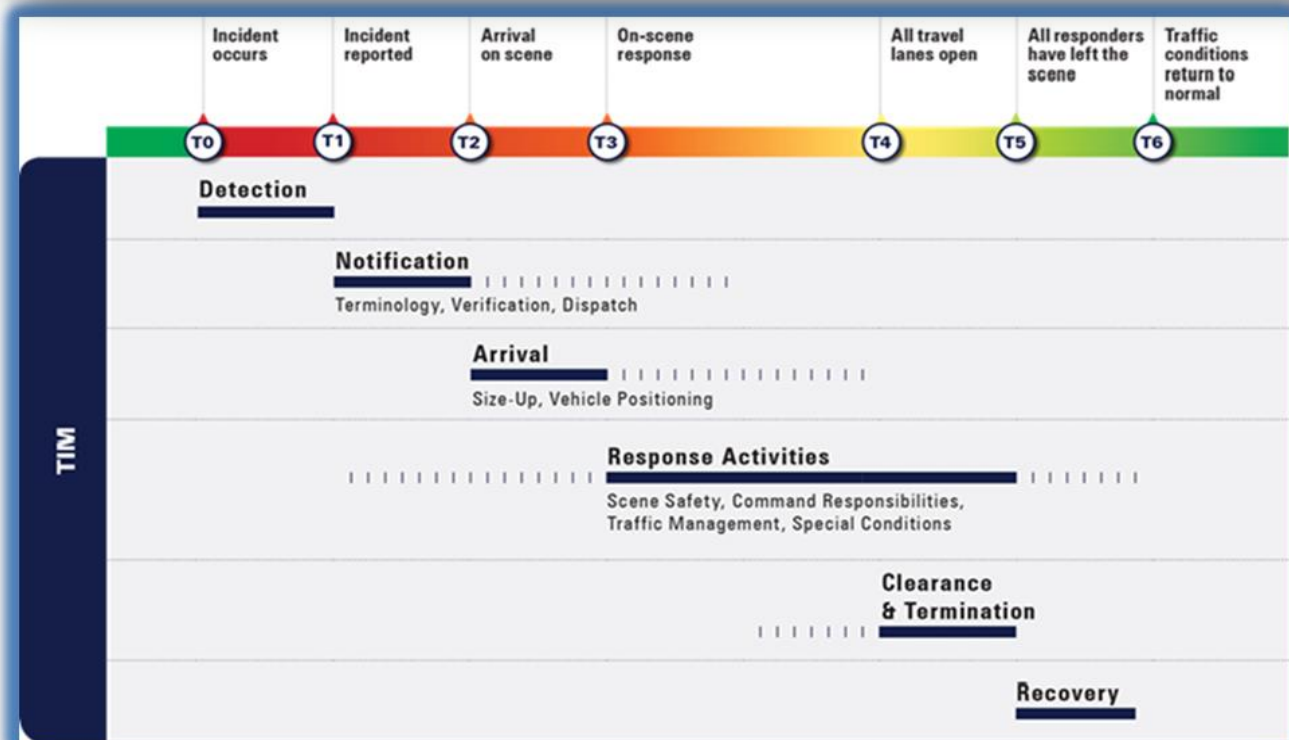 Incident
occurs
Incident
reported
Arrival
on scene
On-scene
response
All travel
lanes open
All responders
have left the
scene
Traffic
conditions
return to
normal
T0
T1
T2
T3
T4
T5
T6
TIM
Detection
Notification
Terminology, Verification, Dispatch
Arrival
Size-Up, Vehicle Positioning
Response Activities
Scene Safety, Command Responsibilities,
Traffic Management, Special Conditions
Clearance
& Termination
Recovery